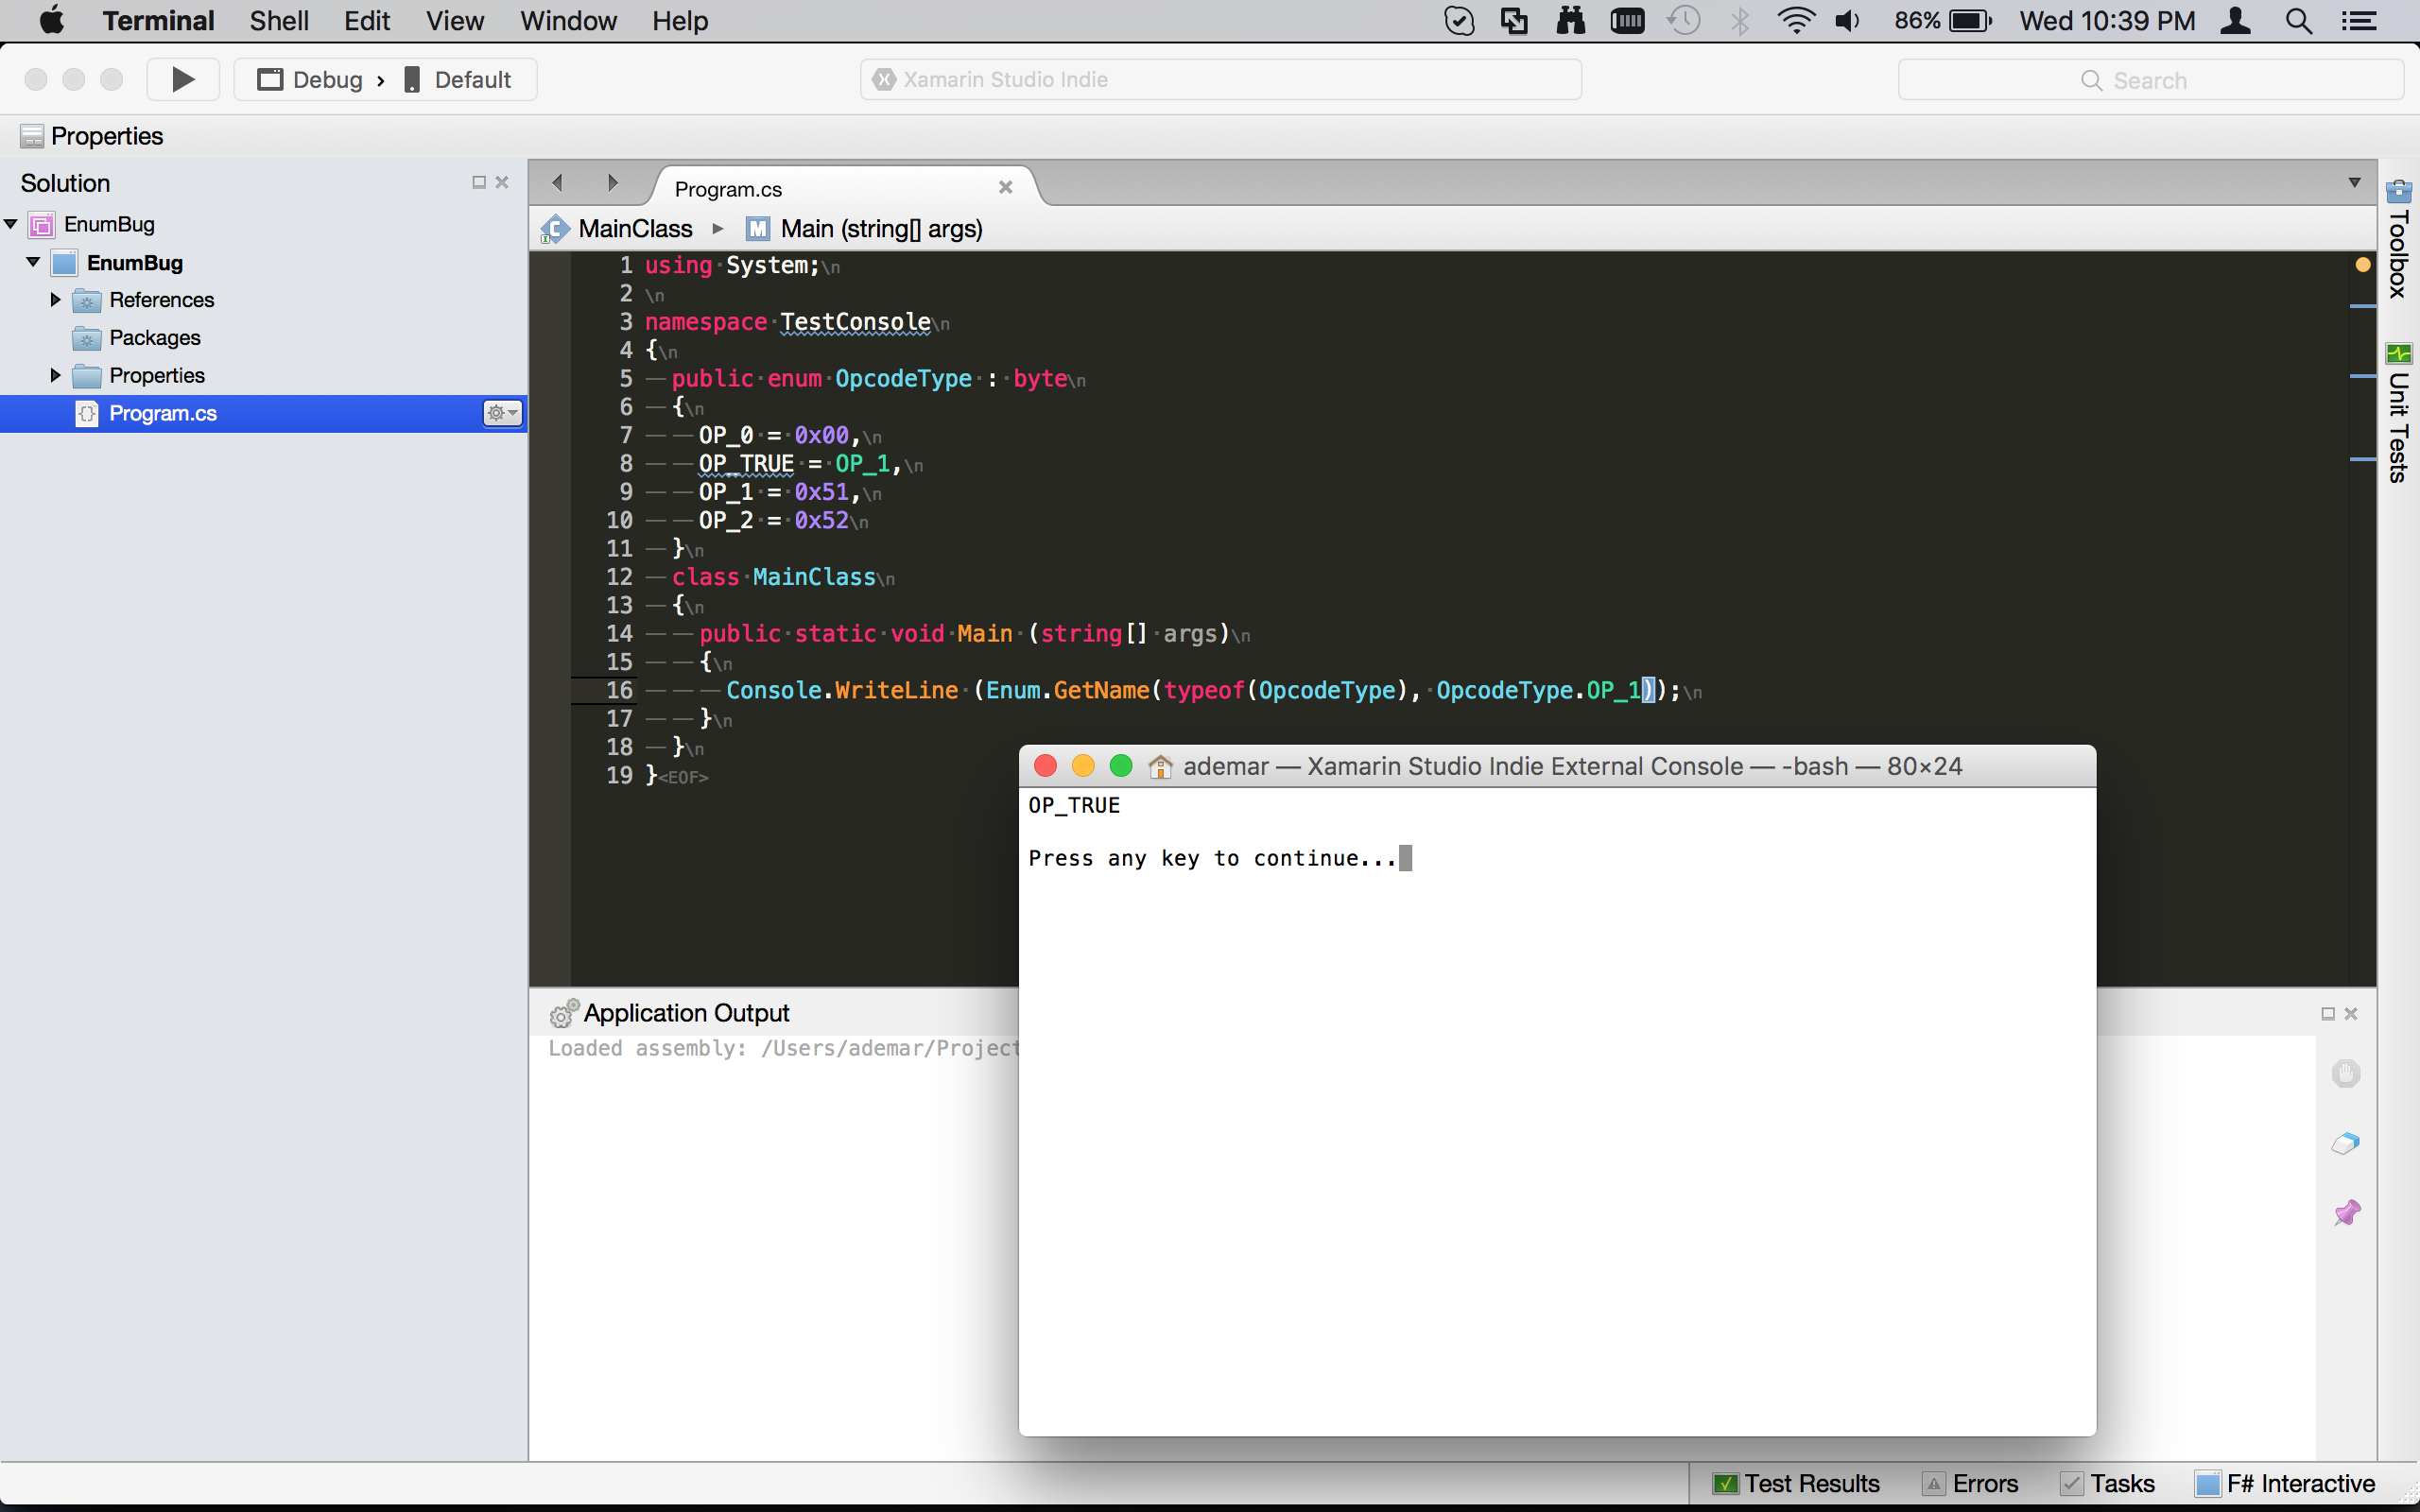 Terminal Shell Edit View Window Help 86% Wed 10:39 PM
Debug › Default Xamarin Studio Indie Search
Properties
Solution
EnumBug
EnumBug
References
Packages
Properties
Program.cs
Program.cs
MainClass ▸ M Main (string[] args)
1 using·System;\n
2 \n
3 namespace·TestConsole\n
4 {\n
5 public·enum·OpcodeType·:·byte\n
6 {\n
7 OP_0·=·0x00,\n
8 OP_TRUE·=·OP_1,\n
9 OP_1·=·0x51,\n
10 OP_2·=·0x52\n
11 }\n
12 class·MainClass\n
13 {\n
14 public·static·void·Main·(string[]·args)\n
15 {\n
16 Console.WriteLine·(Enum.GetName(typeof(OpcodeType),·OpcodeType.OP_1));\n
17 }\n
18 }\n
19 }<EOF>
Toolbox
Unit Tests
ademar — Xamarin Studio Indie External Console — -bash — 80×24
OP_TRUE
Press any key to continue...
Application Output
Loaded assembly: /Users/ademar/Project
Test Results Errors Tasks F# Interactive